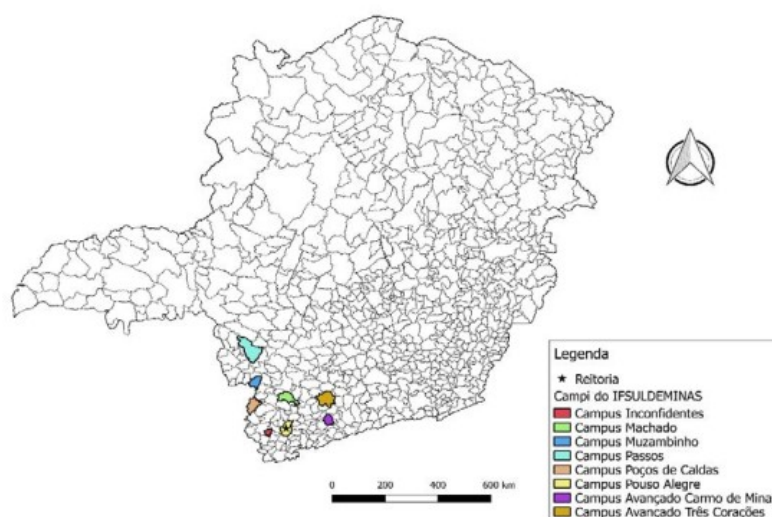 Legenda
Reitoria
Campi do IFSULDEMINAS
Campus Inconfidentes
Campus Machado
Campus Muzambinho
Campus Passos
Campus Poços de Caldas
Campus Pouso Alegre
Campus Avançado Carmo de Mina
Campus Avançado Três Corações
0 200 400 600 km